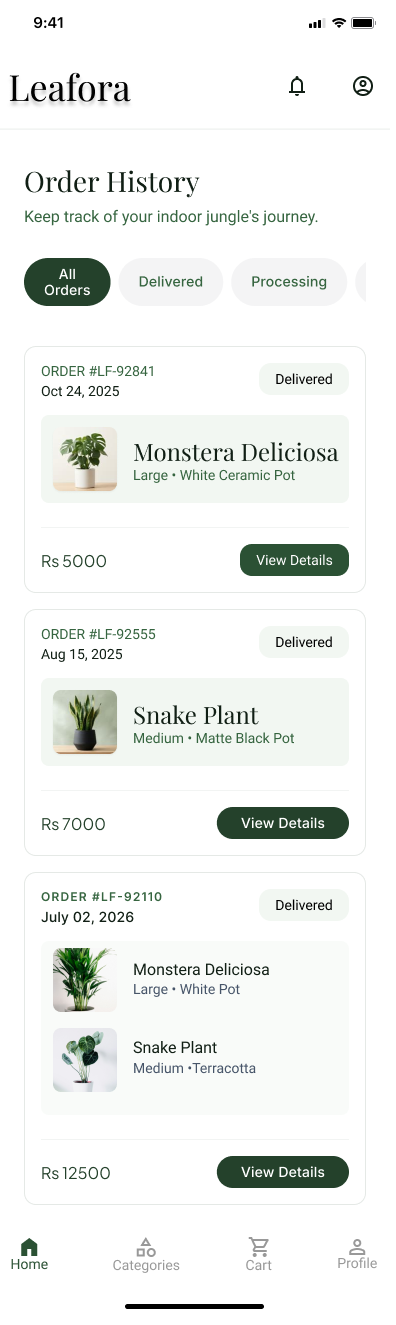 9:41
Leafora
Order History
Keep track of your indoor jungle's journey.
All
Orders
Delivered
Processing
ORDER #LF-92841
Oct 24, 2025
Delivered
Monstera Deliciosa
Large • White Ceramic Pot
Rs 5000
View Details
ORDER #LF-92555
Aug 15, 2025
Delivered
Snake Plant
Medium • Matte Black Pot
Rs 7000
View Details
ORDER #LF-92110
July 02, 2026
Delivered
Monstera Deliciosa
Large • White Pot
Snake Plant
Medium •Terracotta
Rs 12500
View Details
Home
Categories
Cart
Profile